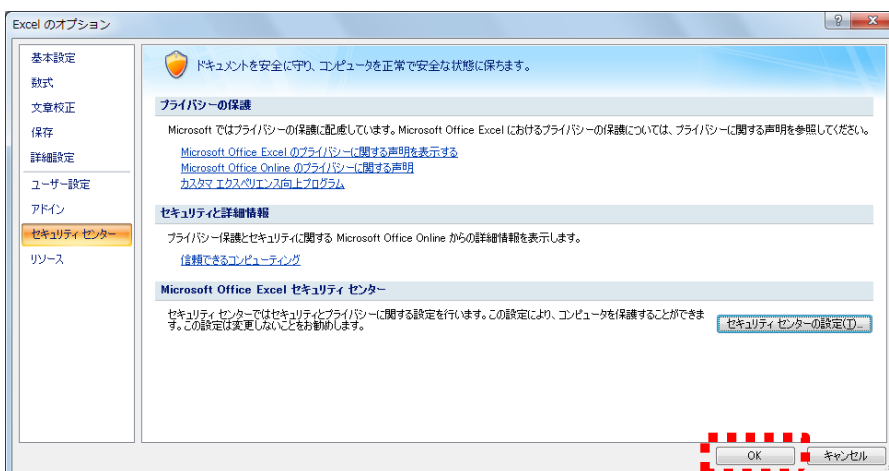 Excel のオプション
基本設定
数式
文章校正
保存
詳細設定
ユーザー設定
アドイン
セキュリティ センター
リソース
ドキュメントを安全に守り、コンピュータを正常で安全な状態に保ちます。
プライバシーの保護
Microsoft ではプライバシーの保護に配慮しています。Microsoft Office Excel におけるプライバシーの保護については、プライバシーに関する声明を参照してください。
Microsoft Office Excel のプライバシーに関する声明を表示する
Microsoft Office Online のプライバシーに関する声明
カスタマ エクスペリエンス向上プログラム
セキュリティと詳細情報
プライバシー保護とセキュリティに関する Microsoft Office Online からの詳細情報を表示します。
信頼できるコンピューティング
Microsoft Office Excel セキュリティ センター
セキュリティ センターではセキュリティとプライバシーに関する設定を行います。この設定により、コンピュータを保護することができま
す。この設定は変更しないことをお勧めします。
セキュリティ センターの設定(T)...
OK
キャンセル